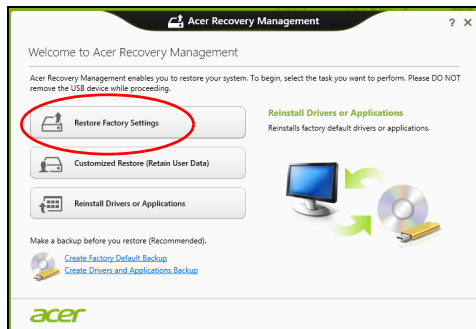 Acer Recovery Management
? ×
Welcome to Acer Recovery Management
Acer Recovery Management enables you to restore your system. To begin, select the task you want to perform. Please DO NOT
remove the USB device while proceeding.
Restore Factory Settings
Customized Restore (Retain User Data)
Reinstall Drivers or Applications
Reinstall Drivers or Applications
Reinstalls factory default drivers or applications.
Make a backup before you restore (Recommended).
Create Factory Default Backup
Create Drivers and Applications Backup
acer